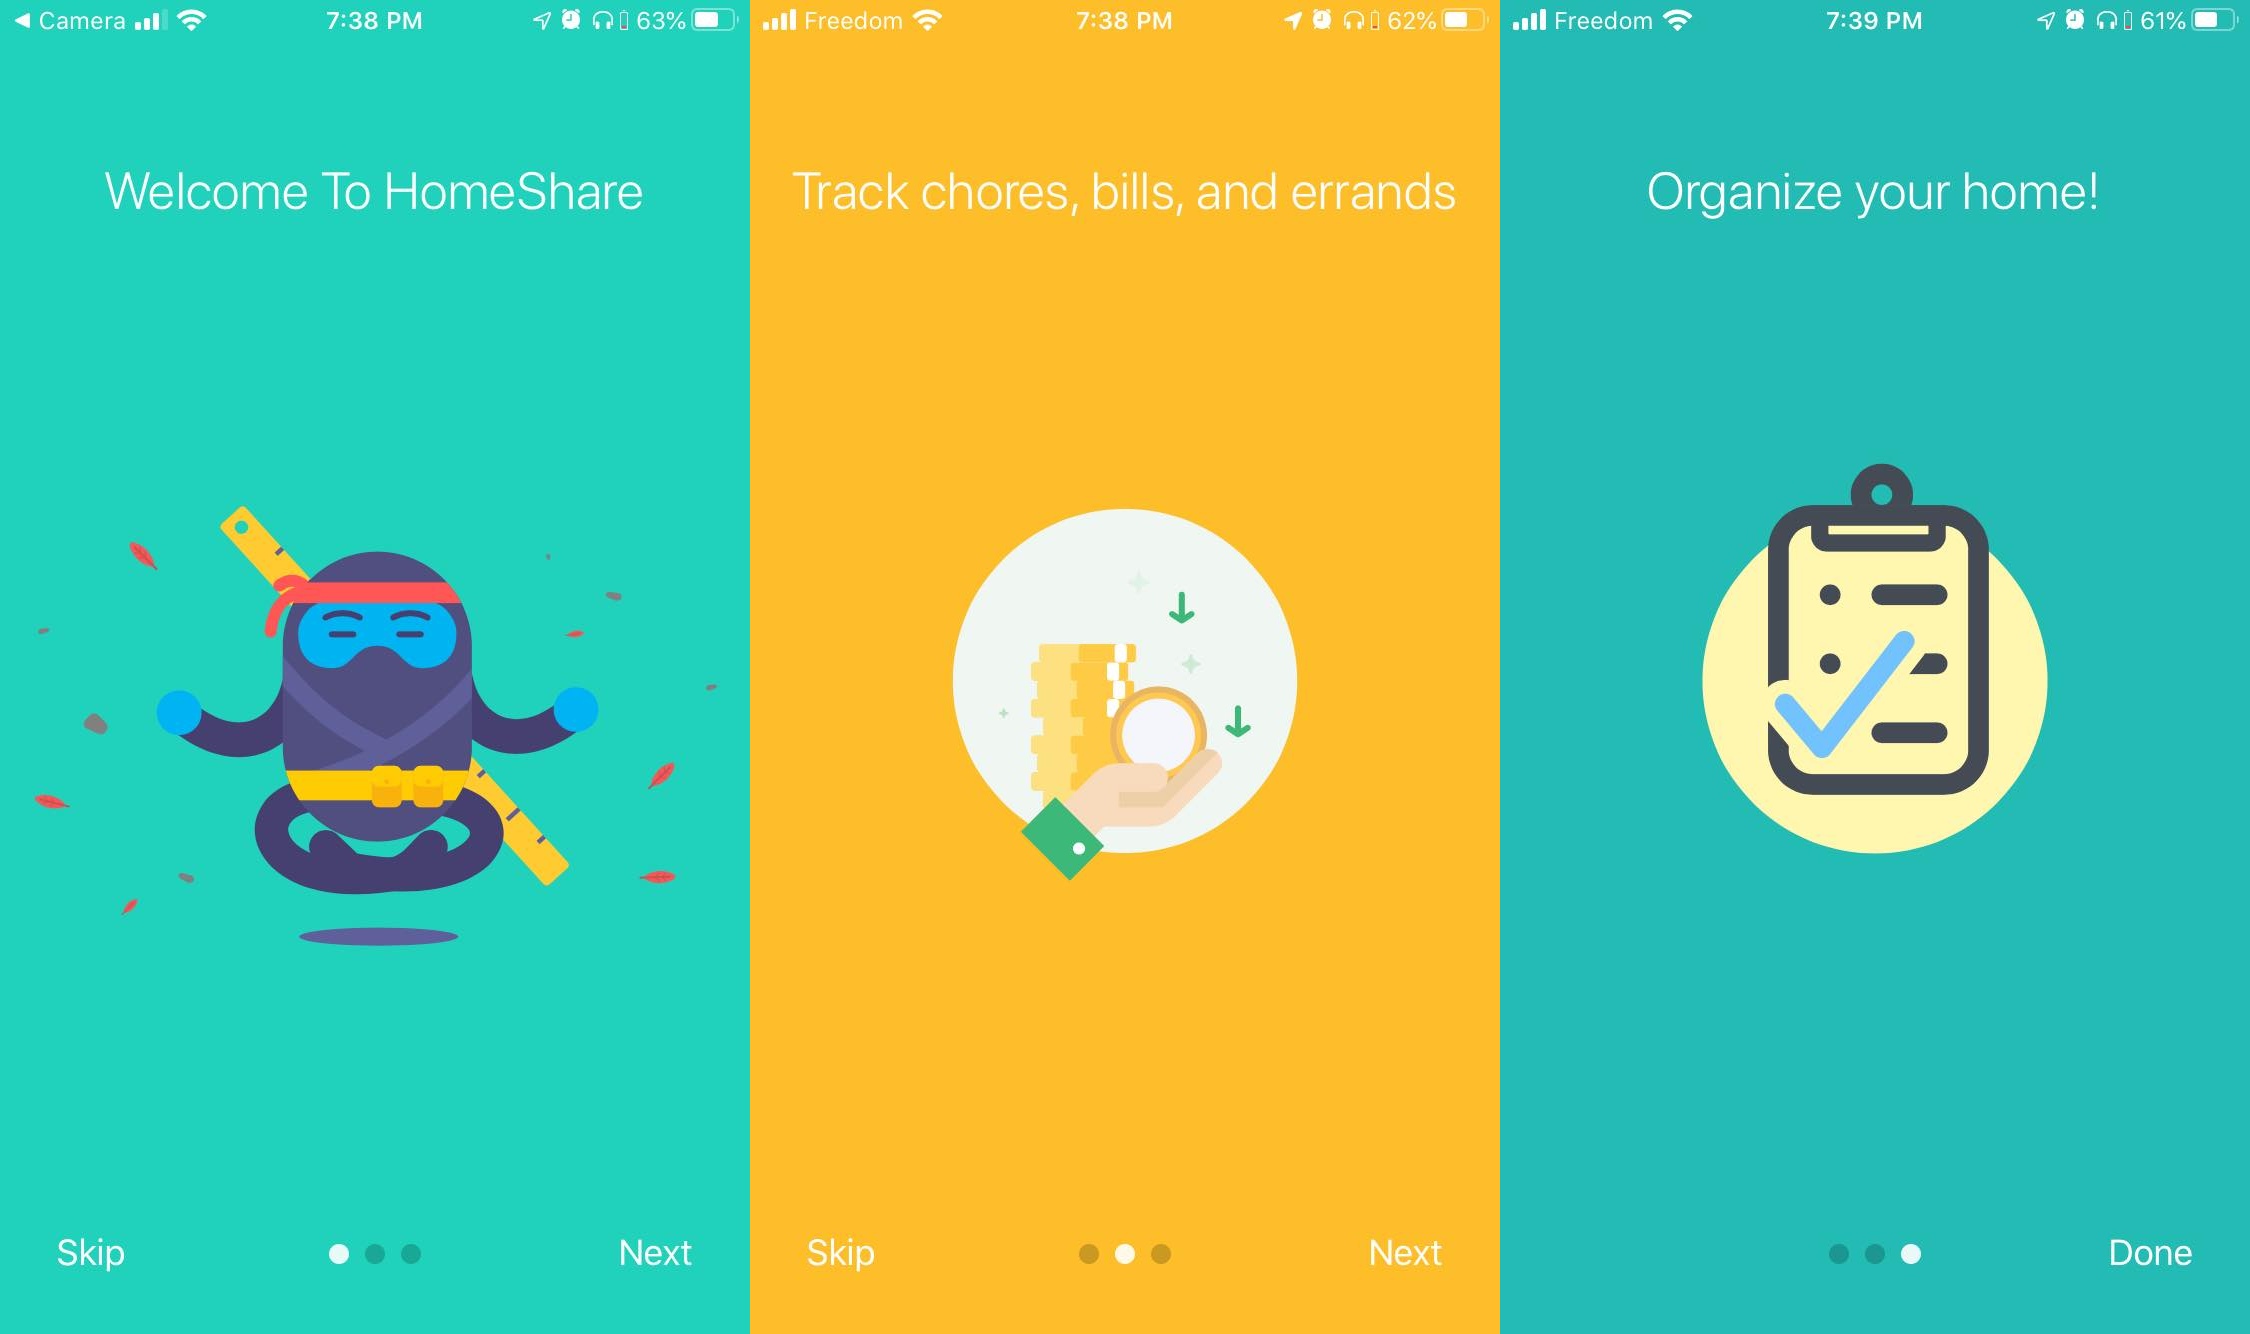 Camera 7:38 PM 63%
Welcome To HomeShare
Skip Next
Freedom 7:38 PM 62%
Track chores, bills, and errands
Skip Next
Freedom 7:39 PM 61%
Organize your home!
Done